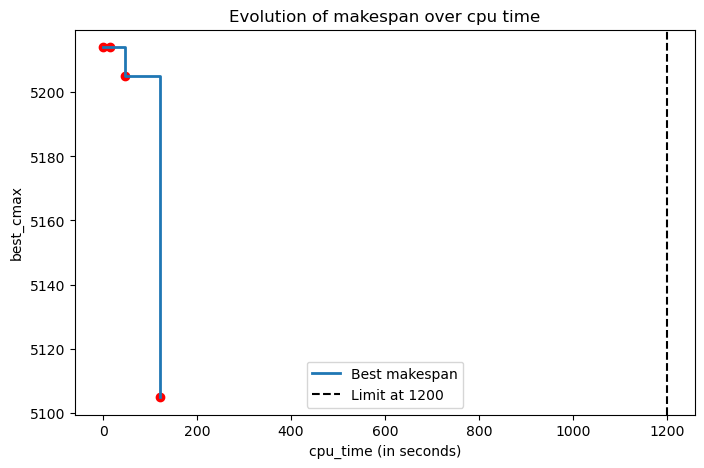 Evolution of makespan over cpu time
best_cmax
5200
5180
5160
5140
5120
5100
Best makespan
Limit at 1200
0 200 400 600 800 1000 1200
cpu_time (in seconds)